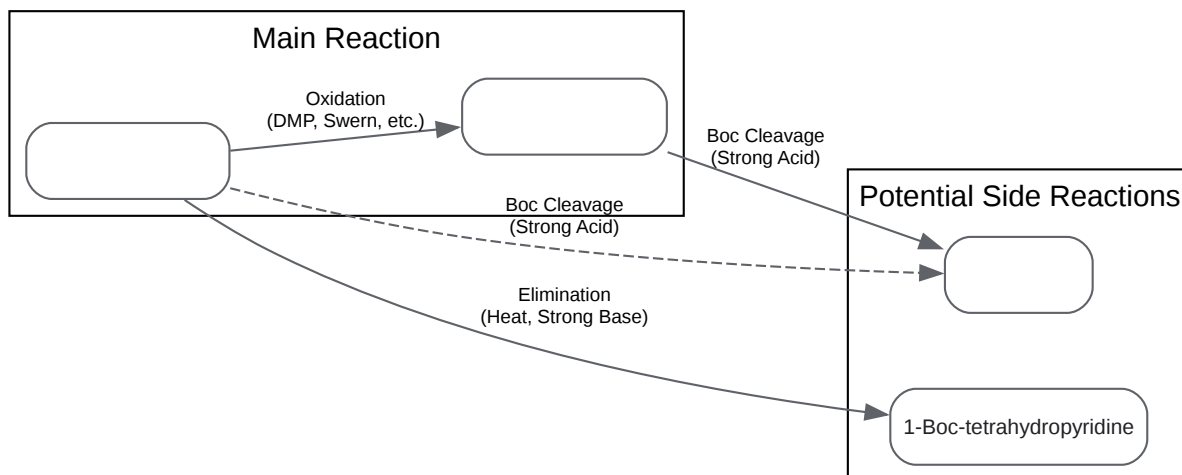 Main Reaction
Oxidation
(DMP, Swern, etc.)
Boc Cleavage
(Strong Acid)
Potential Side Reactions
Boc Cleavage
(Strong Acid)
Elimination
(Heat, Strong Base)
1-Boc-tetrahydropyridine